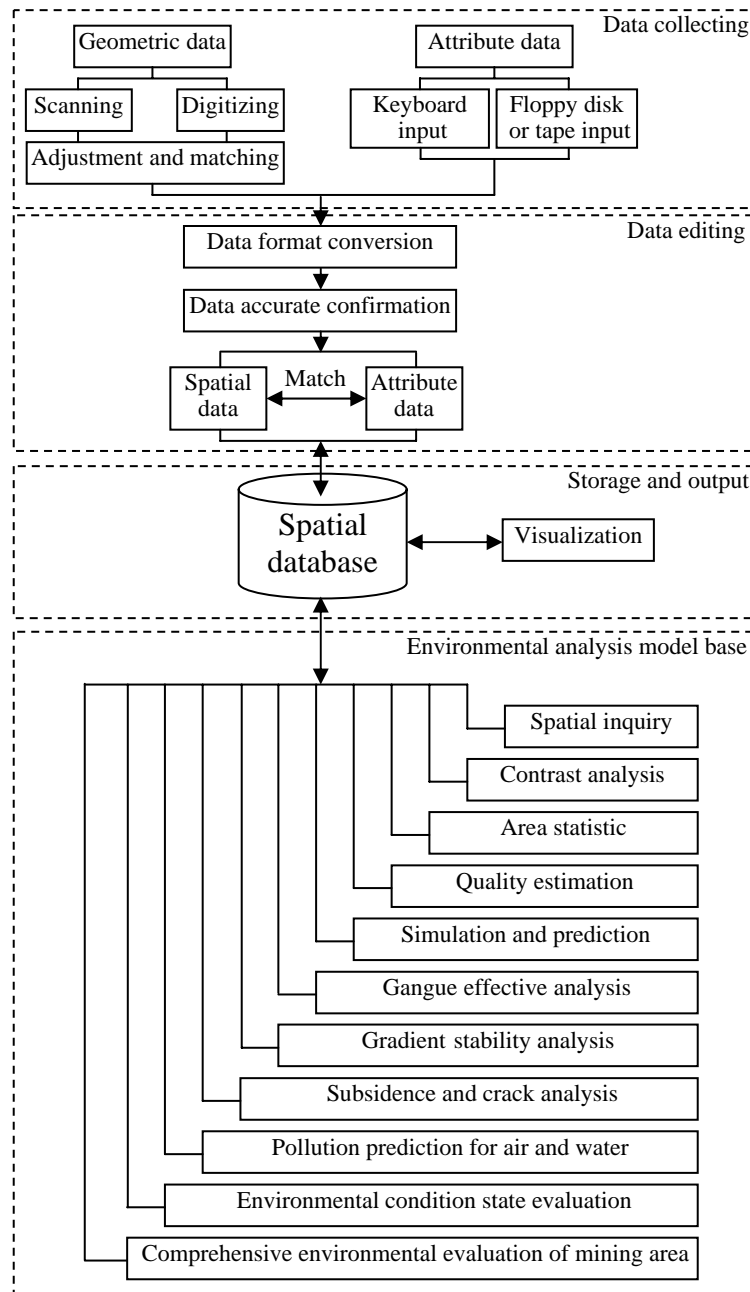 Data collecting
Geometric data
Attribute data
Scanning
Digitizing
Keyboard
input
Floppy disk
or tape input
Adjustment and matching
Data editing
Data format conversion
Data accurate confirmation
Spatial
data
Match
Attribute
data
Storage and output
Spatial
database
Visualization
Environmental analysis model base
Spatial inquiry
Contrast analysis
Area statistic
Quality estimation
Simulation and prediction
Gangue effective analysis
Gradient stability analysis
Subsidence and crack analysis
Pollution prediction for air and water
Environmental condition state evaluation
Comprehensive environmental evaluation of mining area